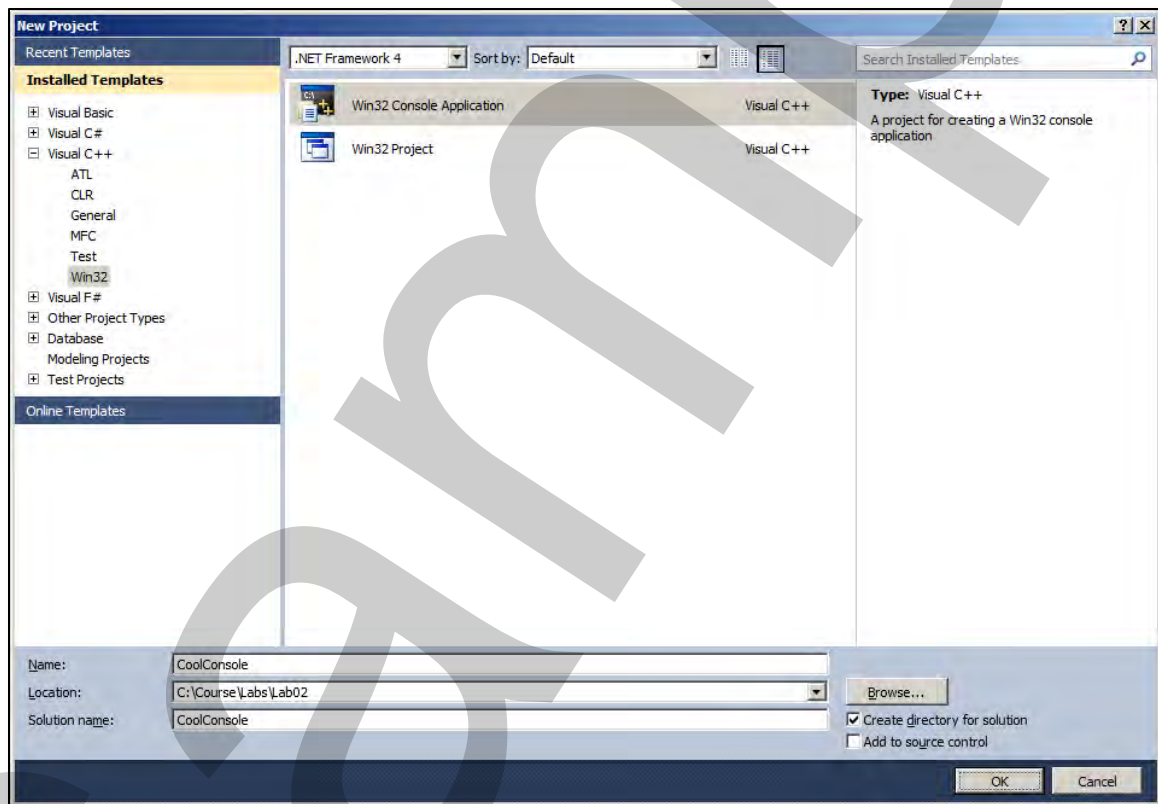 New Project
Recent Templates
Installed Templates
Visual Basic
Visual C#
Visual C++
ATL
CLR
General
MFC
Test
Win32
Visual F#
Other Project Types
Database
Modeling Projects
Test Projects
Online Templates
.NET Framework 4
Sort by: Default
Search Installed Templates
Win32 Console Application Visual C++
Win32 Project Visual C++
Type: Visual C++
A project for creating a Win32 console
application
Name: CoolConsole
Location: C:\Course\Labs\Lab02
Browse...
Solution name: CoolConsole
Create directory for solution
Add to source control
OK Cancel